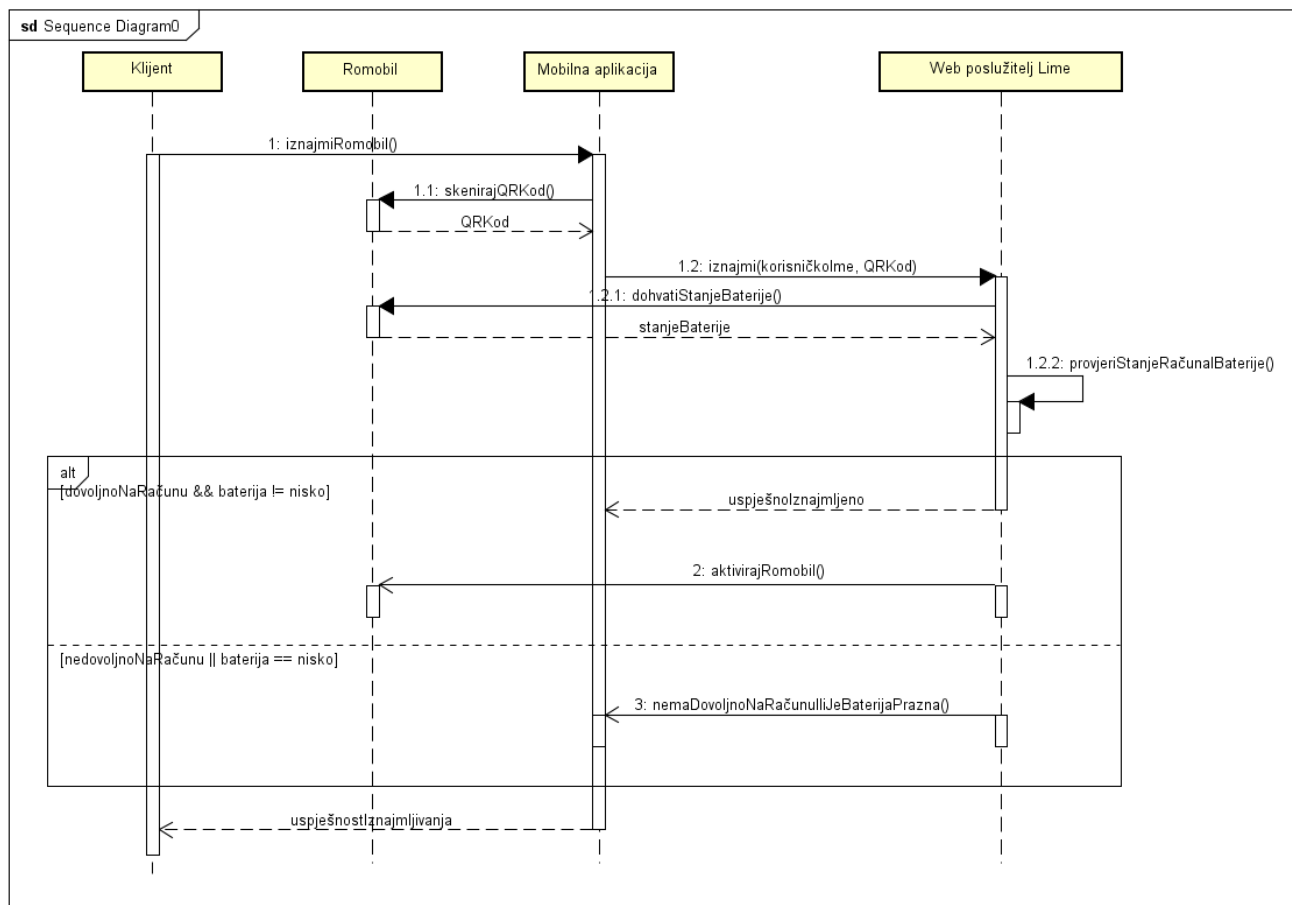 sd Sequence Diagram0
Klijent
Romobil
Mobilna aplikacija
Web poslužitelj Lime
1: iznajmiRomobil()
1.1: skenirajQRKod()
QRKod
1.2: iznajmi(korisničkoIme, QRKod)
1.2.1: dohvatiStanjeBaterije()
stanjeBaterije
1.2.2: provjeriStanjeRačunaIBaterije()
alt
[dovoljnoNaRačunu && baterija != nisko]
uspješnoIznajmljeno
2: aktivirajRomobil()
[nedovoljnoNaRačunu || baterija == nisko]
3: nemaDovoljnoNaRačunuIliJeBaterijaPrazna()
uspješnostIznajmljivanja